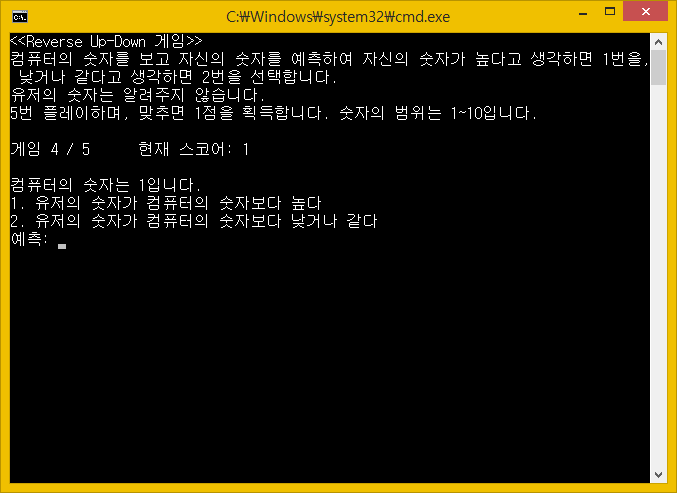 C:₩Windows₩system32₩cmd.exe
<<Reverse Up-Down 게임>>
컴퓨터의 숫자를 보고 자신의 숫자를 예측하여 자신의 숫자가 높다고 생각하면 1번을,
낮거나 같다고 생각하면 2번을 선택합니다.
유저의 숫자는 알려주지 않습니다.
5번 플레이하며, 맞추면 1점을 획득합니다. 숫자의 범위는 1~10입니다.
게임 4 / 5 현재 스코어: 1
컴퓨터의 숫자는 1입니다.
1. 유저의 숫자가 컴퓨터의 숫자보다 높다
2. 유저의 숫자가 컴퓨터의 숫자보다 낮거나 같다
예측: